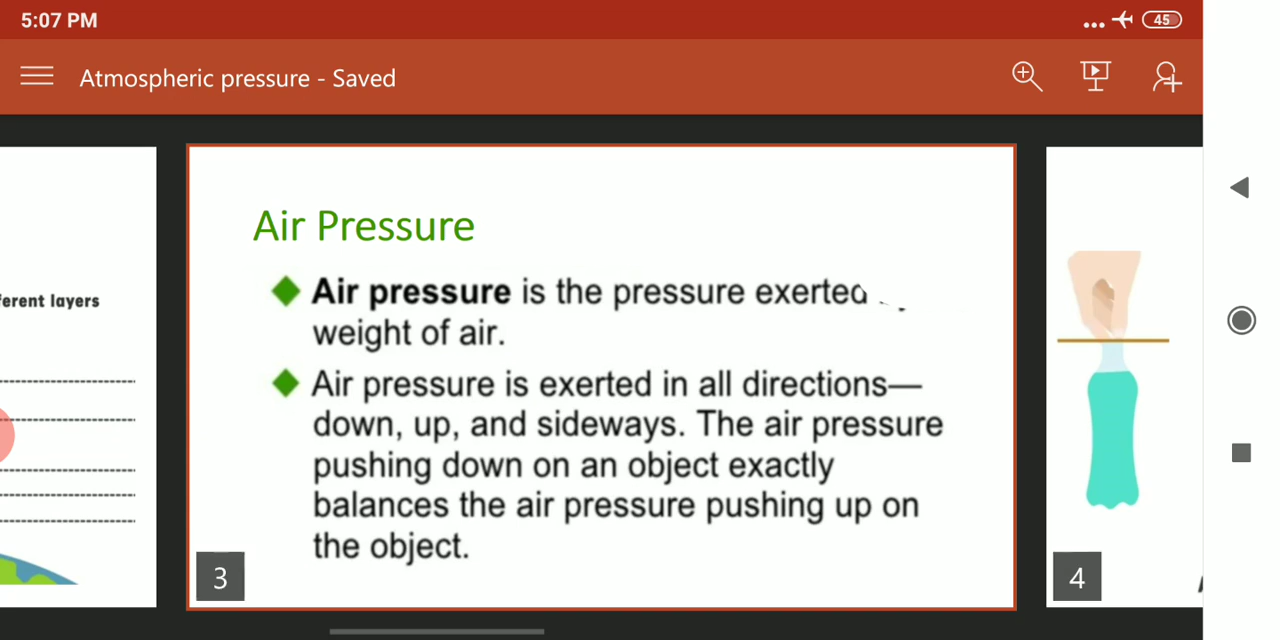 5:07 PM
45
Atmospheric pressure - Saved
ferent layers
Air Pressure
Air pressure is the pressure exerted
weight of air.
Air pressure is exerted in all directions—
down, up, and sideways. The air pressure
pushing down on an object exactly
balances the air pressure pushing up on
the object.
3
4